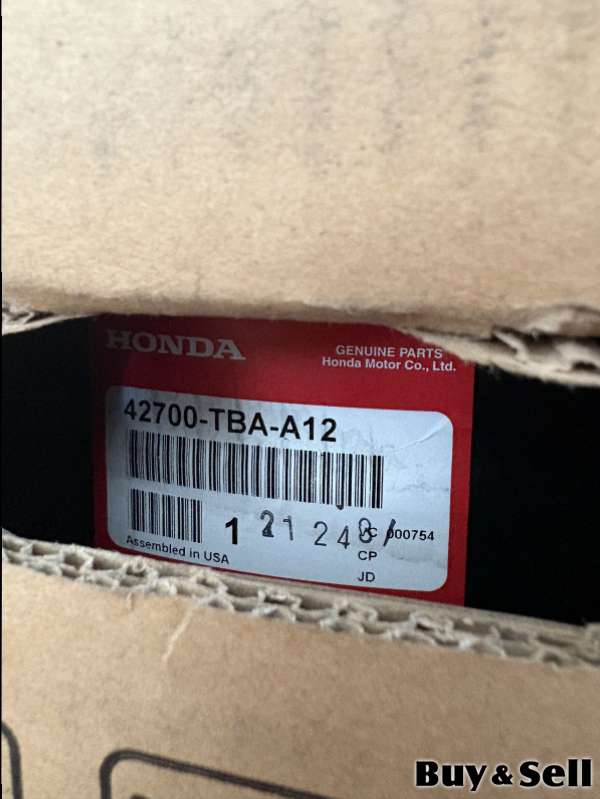 HONDA
GENUINE PARTS
Honda Motor Co., Ltd.
42700-TBA-A12
1
000754
CP
Assembled in USA
JD
Buy & Sell